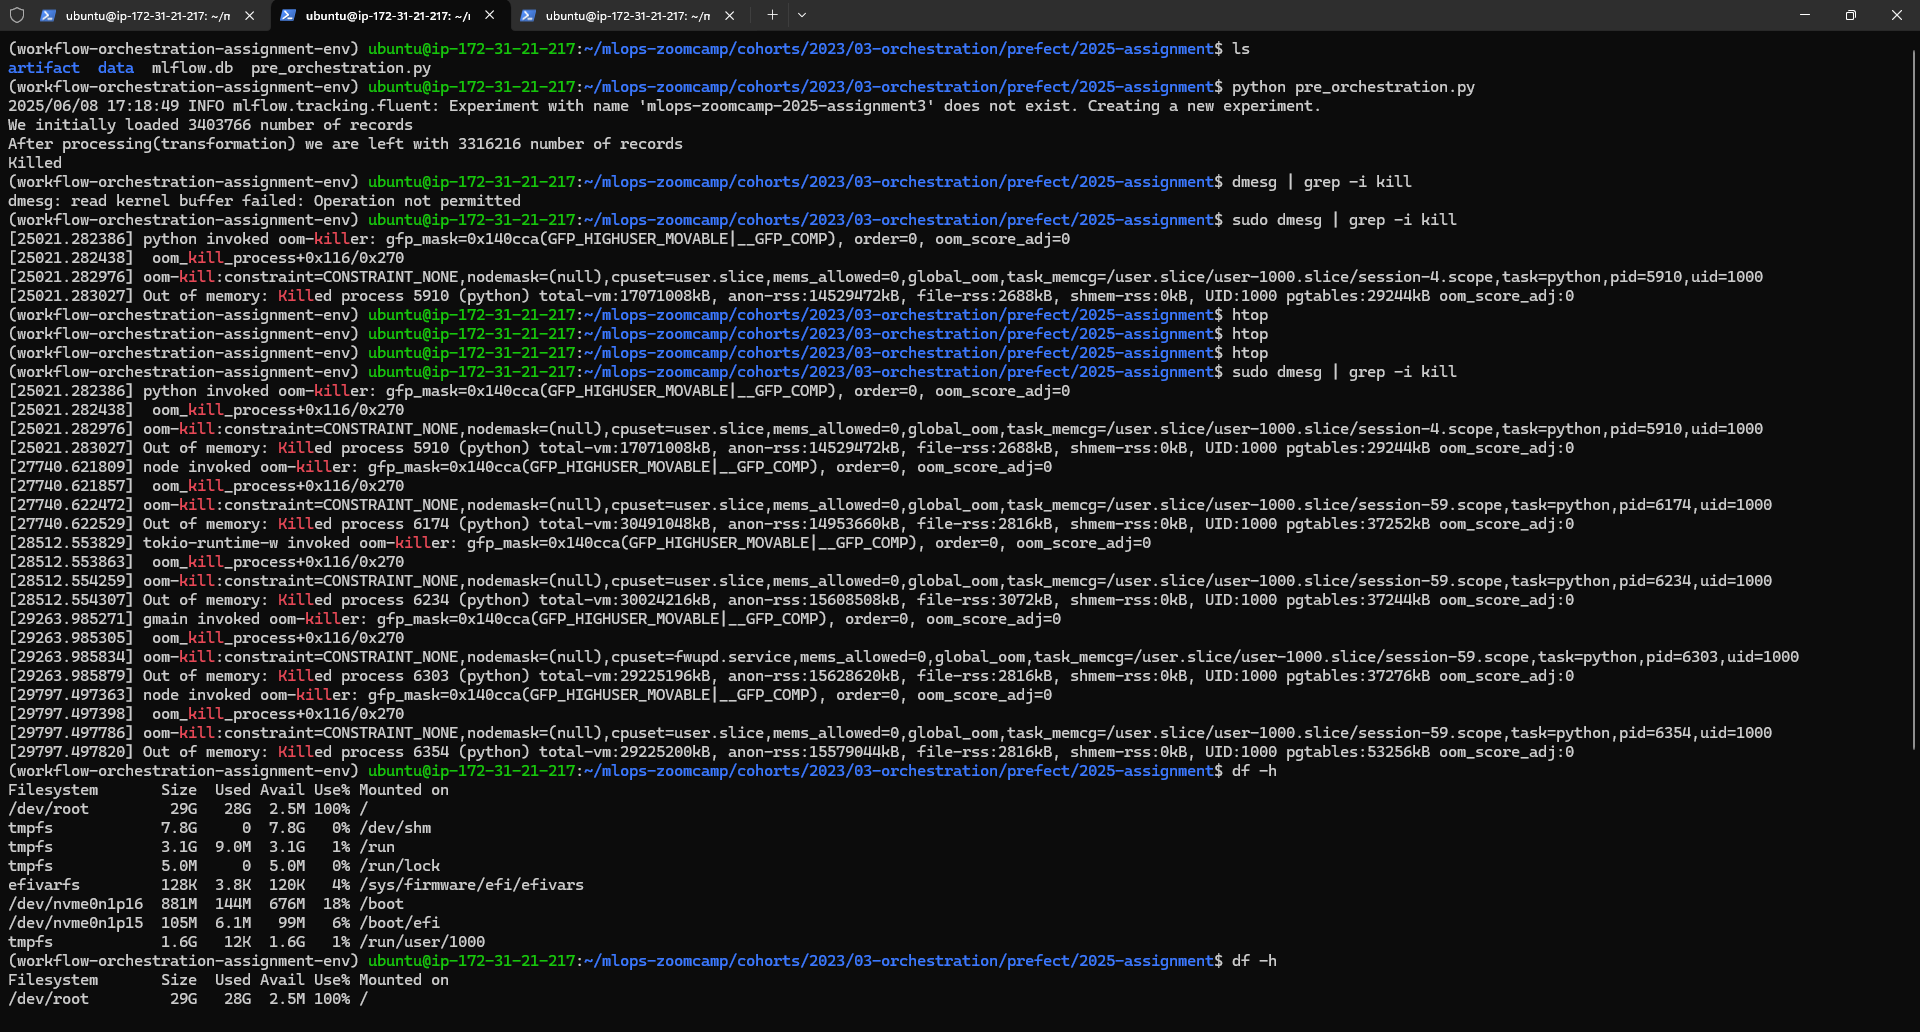 ubuntu@ip-172-31-21-217: ~/m
ubuntu@ip-172-31-21-217: ~/ı
ubuntu@ip-172-31-21-217: ~/m
(workflow-orchestration-assignment-env) ubuntu@ip-172-31-21-217:~/mlops-zoomcamp/cohorts/2023/03-orchestration/prefect/2025-assignment$ ls
artifact  data  mlflow.db  pre_orchestration.py
(workflow-orchestration-assignment-env) ubuntu@ip-172-31-21-217:~/mlops-zoomcamp/cohorts/2023/03-orchestration/prefect/2025-assignment$ python pre_orchestration.py
2025/06/08 17:18:49 INFO mlflow.tracking.fluent: Experiment with name 'mlops-zoomcamp-2025-assignment3' does not exist. Creating a new experiment.
We initially loaded 3403766 number of records
After processing(transformation) we are left with 3316216 number of records
Killed
(workflow-orchestration-assignment-env) ubuntu@ip-172-31-21-217:~/mlops-zoomcamp/cohorts/2023/03-orchestration/prefect/2025-assignment$ dmesg | grep -i kill
dmesg: read kernel buffer failed: Operation not permitted
(workflow-orchestration-assignment-env) ubuntu@ip-172-31-21-217:~/mlops-zoomcamp/cohorts/2023/03-orchestration/prefect/2025-assignment$ sudo dmesg | grep -i kill
[25021.282386] python invoked oom-killer: gfp_mask=0x140cca(GFP_HIGHUSER_MOVABLE|__GFP_COMP), order=0, oom_score_adj=0
[25021.282438]  oom_kill_process+0x116/0x270
[25021.282976] oom-kill:constraint=CONSTRAINT_NONE,nodemask=(null),cpuset=user.slice,mems_allowed=0,global_oom,task_memcg=/user.slice/user-1000.slice/session-4.scope,task=python,pid=5910,uid=1000
[25021.283027] Out of memory: Killed process 5910 (python) total-vm:17071008kB, anon-rss:14529472kB, file-rss:2688kB, shmem-rss:0kB, UID:1000 pgtables:29244kB oom_score_adj:0
(workflow-orchestration-assignment-env) ubuntu@ip-172-31-21-217:~/mlops-zoomcamp/cohorts/2023/03-orchestration/prefect/2025-assignment$ htop
(workflow-orchestration-assignment-env) ubuntu@ip-172-31-21-217:~/mlops-zoomcamp/cohorts/2023/03-orchestration/prefect/2025-assignment$ htop
(workflow-orchestration-assignment-env) ubuntu@ip-172-31-21-217:~/mlops-zoomcamp/cohorts/2023/03-orchestration/prefect/2025-assignment$ htop
(workflow-orchestration-assignment-env) ubuntu@ip-172-31-21-217:~/mlops-zoomcamp/cohorts/2023/03-orchestration/prefect/2025-assignment$ sudo dmesg | grep -i kill
[25021.282386] python invoked oom-killer: gfp_mask=0x140cca(GFP_HIGHUSER_MOVABLE|__GFP_COMP), order=0, oom_score_adj=0
[25021.282438]  oom_kill_process+0x116/0x270
[25021.282976] oom-kill:constraint=CONSTRAINT_NONE,nodemask=(null),cpuset=user.slice,mems_allowed=0,global_oom,task_memcg=/user.slice/user-1000.slice/session-4.scope,task=python,pid=5910,uid=1000
[25021.283027] Out of memory: Killed process 5910 (python) total-vm:17071008kB, anon-rss:14529472kB, file-rss:2688kB, shmem-rss:0kB, UID:1000 pgtables:29244kB oom_score_adj:0
[27740.621809] node invoked oom-killer: gfp_mask=0x140cca(GFP_HIGHUSER_MOVABLE|__GFP_COMP), order=0, oom_score_adj=0
[27740.621857]  oom_kill_process+0x116/0x270
[27740.622472] oom-kill:constraint=CONSTRAINT_NONE,nodemask=(null),cpuset=user.slice,mems_allowed=0,global_oom,task_memcg=/user.slice/user-1000.slice/session-59.scope,task=python,pid=6174,uid=1000
[27740.622529] Out of memory: Killed process 6174 (python) total-vm:30491048kB, anon-rss:14953660kB, file-rss:2816kB, shmem-rss:0kB, UID:1000 pgtables:37252kB oom_score_adj:0
[28512.553829] tokio-runtime-w invoked oom-killer: gfp_mask=0x140cca(GFP_HIGHUSER_MOVABLE|__GFP_COMP), order=0, oom_score_adj=0
[28512.553863]  oom_kill_process+0x116/0x270
[28512.554259] oom-kill:constraint=CONSTRAINT_NONE,nodemask=(null),cpuset=user.slice,mems_allowed=0,global_oom,task_memcg=/user.slice/user-1000.slice/session-59.scope,task=python,pid=6234,uid=1000
[28512.554307] Out of memory: Killed process 6234 (python) total-vm:30024216kB, anon-rss:15608508kB, file-rss:3072kB, shmem-rss:0kB, UID:1000 pgtables:37244kB oom_score_adj:0
[29263.985271] gmain invoked oom-killer: gfp_mask=0x140cca(GFP_HIGHUSER_MOVABLE|__GFP_COMP), order=0, oom_score_adj=0
[29263.985305]  oom_kill_process+0x116/0x270
[29263.985834] oom-kill:constraint=CONSTRAINT_NONE,nodemask=(null),cpuset=fwupd.service,mems_allowed=0,global_oom,task_memcg=/user.slice/user-1000.slice/session-59.scope,task=python,pid=6303,uid=1000
[29263.985879] Out of memory: Killed process 6303 (python) total-vm:29225196kB, anon-rss:15628620kB, file-rss:2816kB, shmem-rss:0kB, UID:1000 pgtables:37276kB oom_score_adj:0
[29797.497363] node invoked oom-killer: gfp_mask=0x140cca(GFP_HIGHUSER_MOVABLE|__GFP_COMP), order=0, oom_score_adj=0
[29797.497398]  oom_kill_process+0x116/0x270
[29797.497786] oom-kill:constraint=CONSTRAINT_NONE,nodemask=(null),cpuset=user.slice,mems_allowed=0,global_oom,task_memcg=/user.slice/user-1000.slice/session-59.scope,task=python,pid=6354,uid=1000
[29797.497820] Out of memory: Killed process 6354 (python) total-vm:29225200kB, anon-rss:15579044kB, file-rss:2816kB, shmem-rss:0kB, UID:1000 pgtables:53256kB oom_score_adj:0
(workflow-orchestration-assignment-env) ubuntu@ip-172-31-21-217:~/mlops-zoomcamp/cohorts/2023/03-orchestration/prefect/2025-assignment$ df -h
Filesystem       Size  Used Avail Use% Mounted on
/dev/root         29G   28G  2.5M 100% /
tmpfs            7.8G     0  7.8G   0% /dev/shm
tmpfs            3.1G  9.0M  3.1G   1% /run
tmpfs            5.0M     0  5.0M   0% /run/lock
efivarfs         128K  3.8K  120K   4% /sys/firmware/efi/efivars
/dev/nvme0n1p16  881M  144M  676M  18% /boot
/dev/nvme0n1p15  105M  6.1M   99M   6% /boot/efi
tmpfs            1.6G   12K  1.6G   1% /run/user/1000
(workflow-orchestration-assignment-env) ubuntu@ip-172-31-21-217:~/mlops-zoomcamp/cohorts/2023/03-orchestration/prefect/2025-assignment$ df -h
Filesystem       Size  Used Avail Use% Mounted on
/dev/root         29G   28G  2.5M 100% /